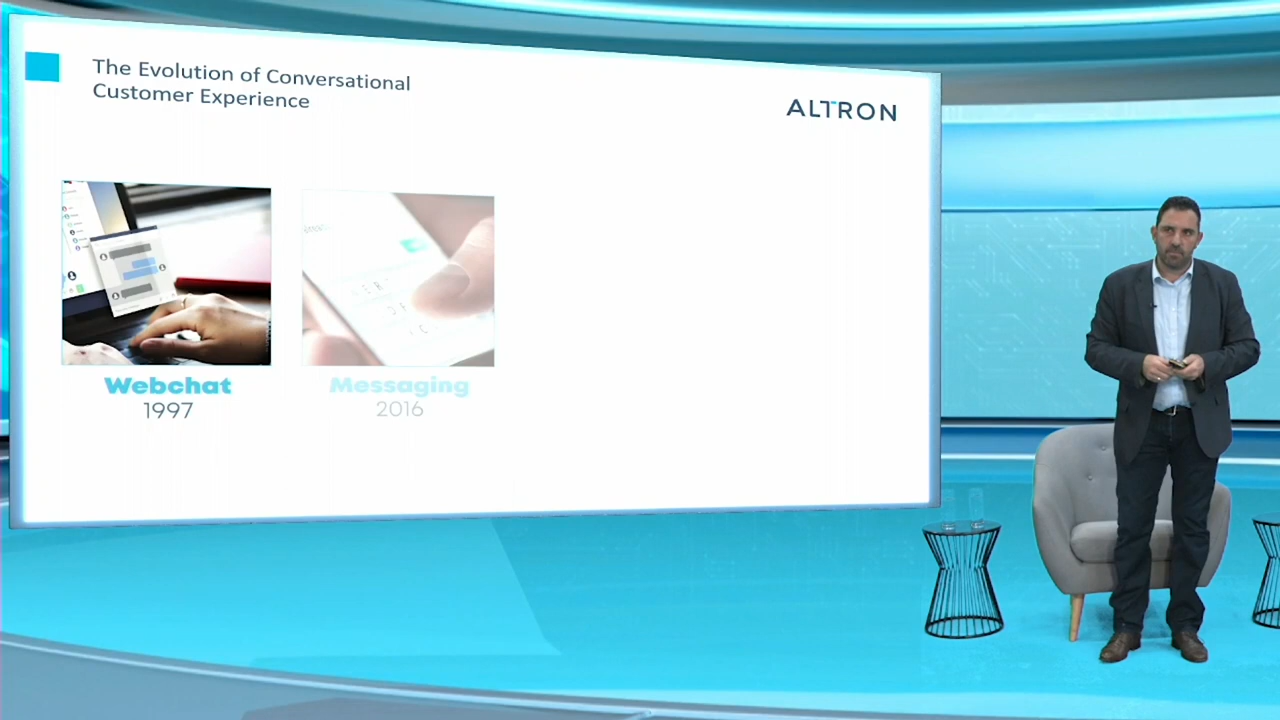 The Evolution of Conversational
Customer Experience
ALTRON
Webchat
1997
Messaging
2016